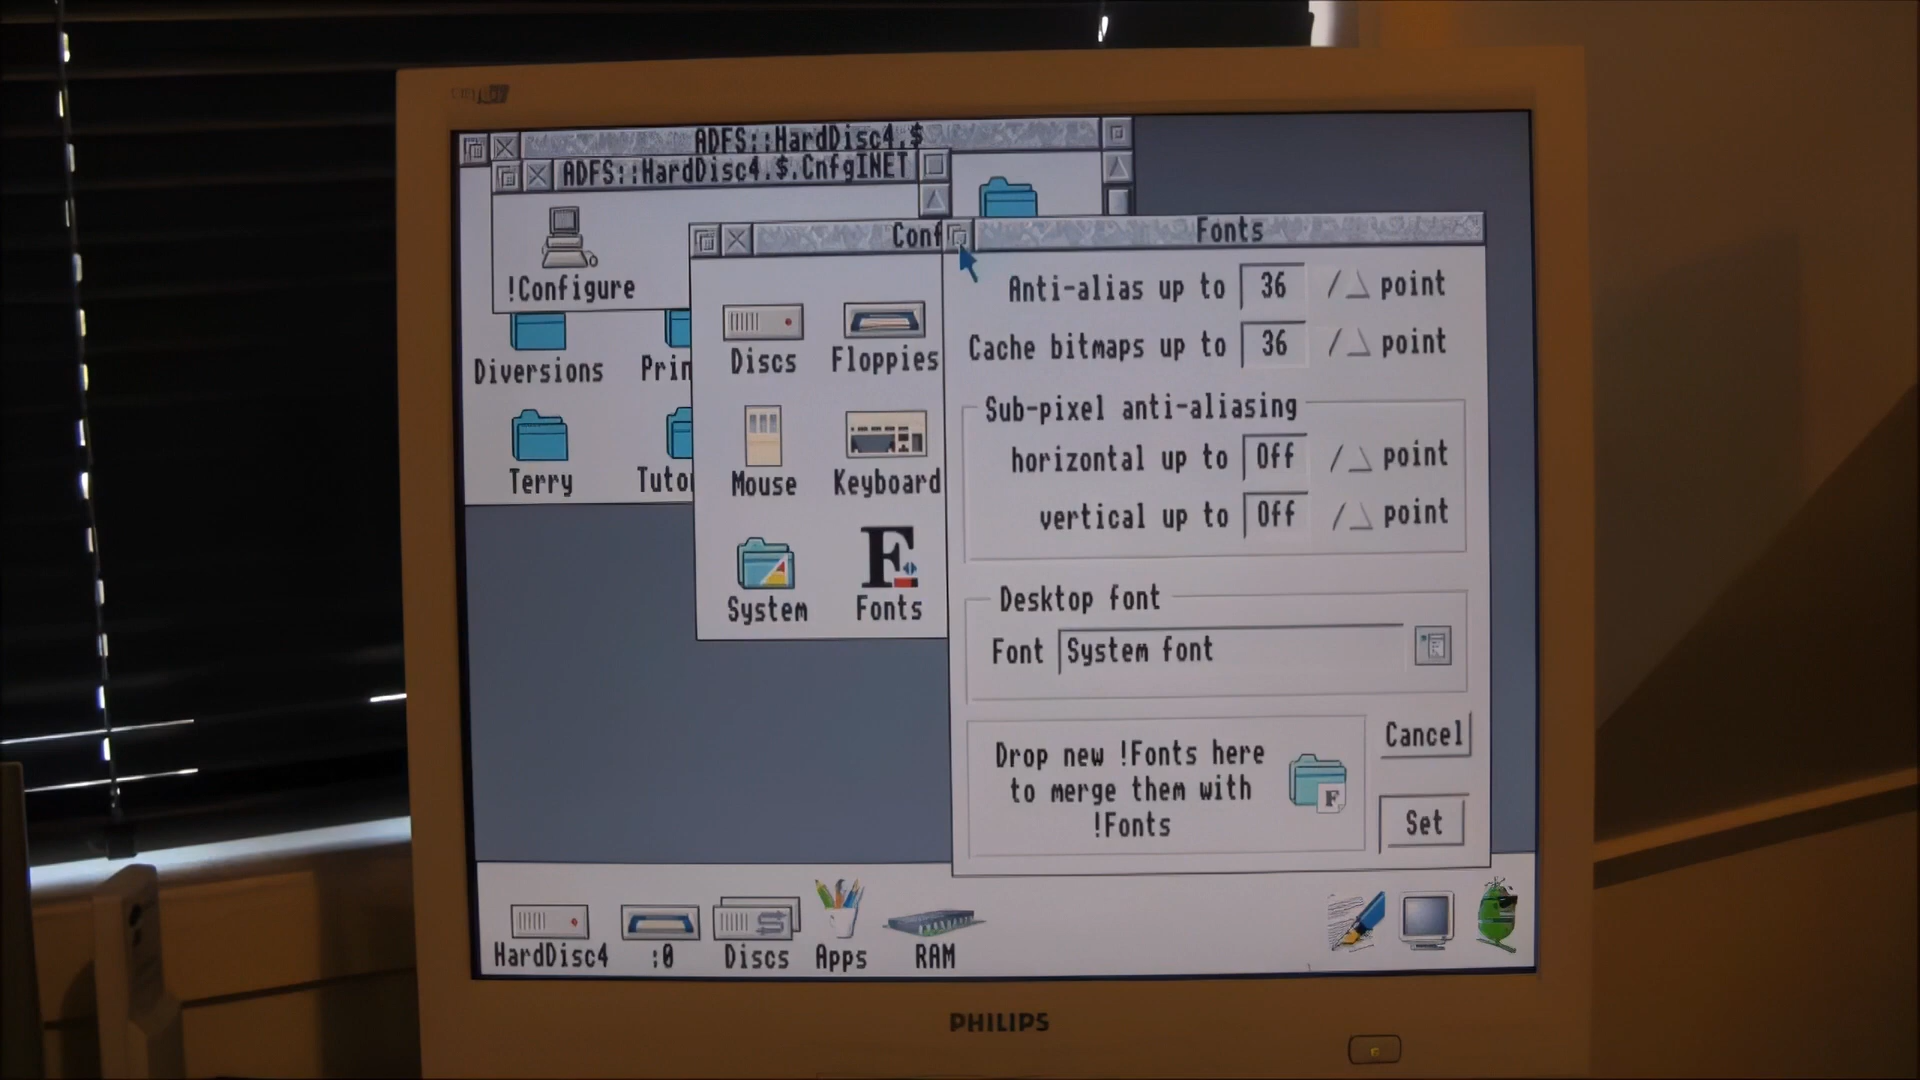 ADFS::HardDisc4.$
ADFS::HardDisc4.$.CnfgINET
!Configure
Diversions
Prin
Terry
Tuto
Conf
Discs
Floppies
Mouse
Keyboard
System
Fonts
Fonts
Anti-alias up to 36 point
Cache bitmaps up to 36 point
Sub-pixel anti-aliasing
horizontal up to Off point
vertical up to Off point
Desktop font
Font System font
Drop new !Fonts here
to merge them with
!Fonts
Cancel
Set
HardDisc4
:0
Discs
Apps
RAM
PHILIPS